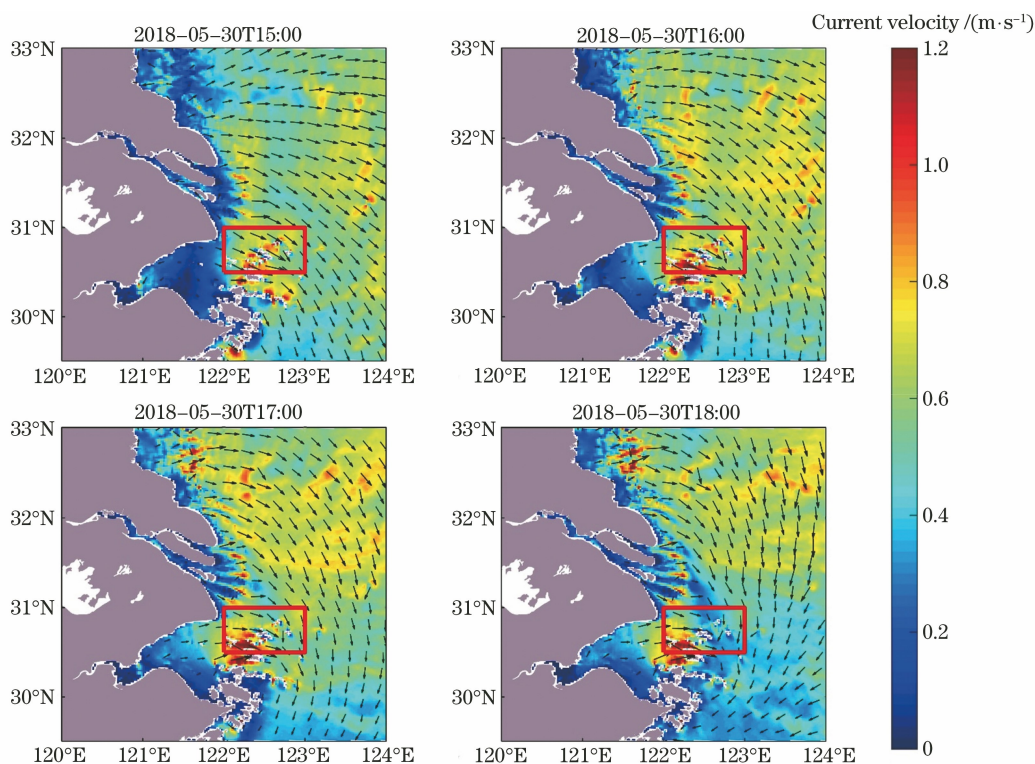 Current velocity /(m·s⁻¹)
2018-05-30T15:00
2018-05-30T16:00
33°N
32°N
31°N
30°N
120°E 121°E 122°E 123°E 124°E
33°N
32°N
31°N
30°N
120°E 121°E 122°E 123°E 124°E
2018-05-30T17:00
2018-05-30T18:00
33°N
32°N
31°N
30°N
120°E 121°E 122°E 123°E 124°E
33°N
32°N
31°N
30°N
120°E 121°E 122°E 123°E 124°E
1.2
1.0
0.8
0.6
0.4
0.2
0